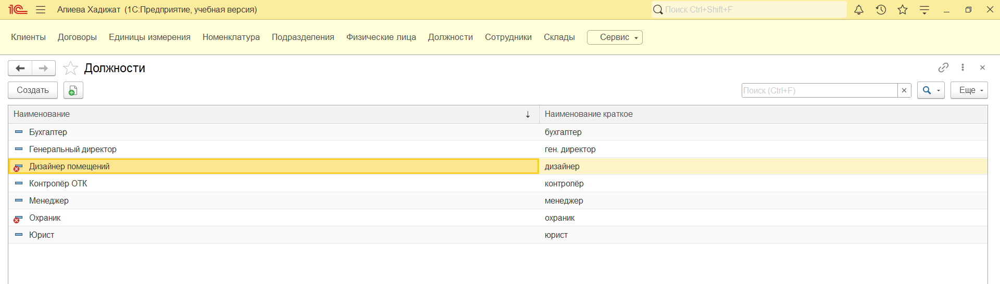 1С Апиева Хадижат (1С:Предприятие, учебная версия) Поиск Ctrl+Shift+F
Клиенты Договоры Единицы измерения Номенклатура Подразделения Физические лица Должности Сотрудники Склады Сервис
Должности
Создать Поиск (Ctrl+F) × Еще
Наименование ↓ Наименование краткое
Бухгалтер бухгалтер
Генеральный директор ген. директор
Дизайнер помещений дизайнер
Контролёр ОТК контролёр
Менеджер менеджер
Охраник охраник
Юрист юрист